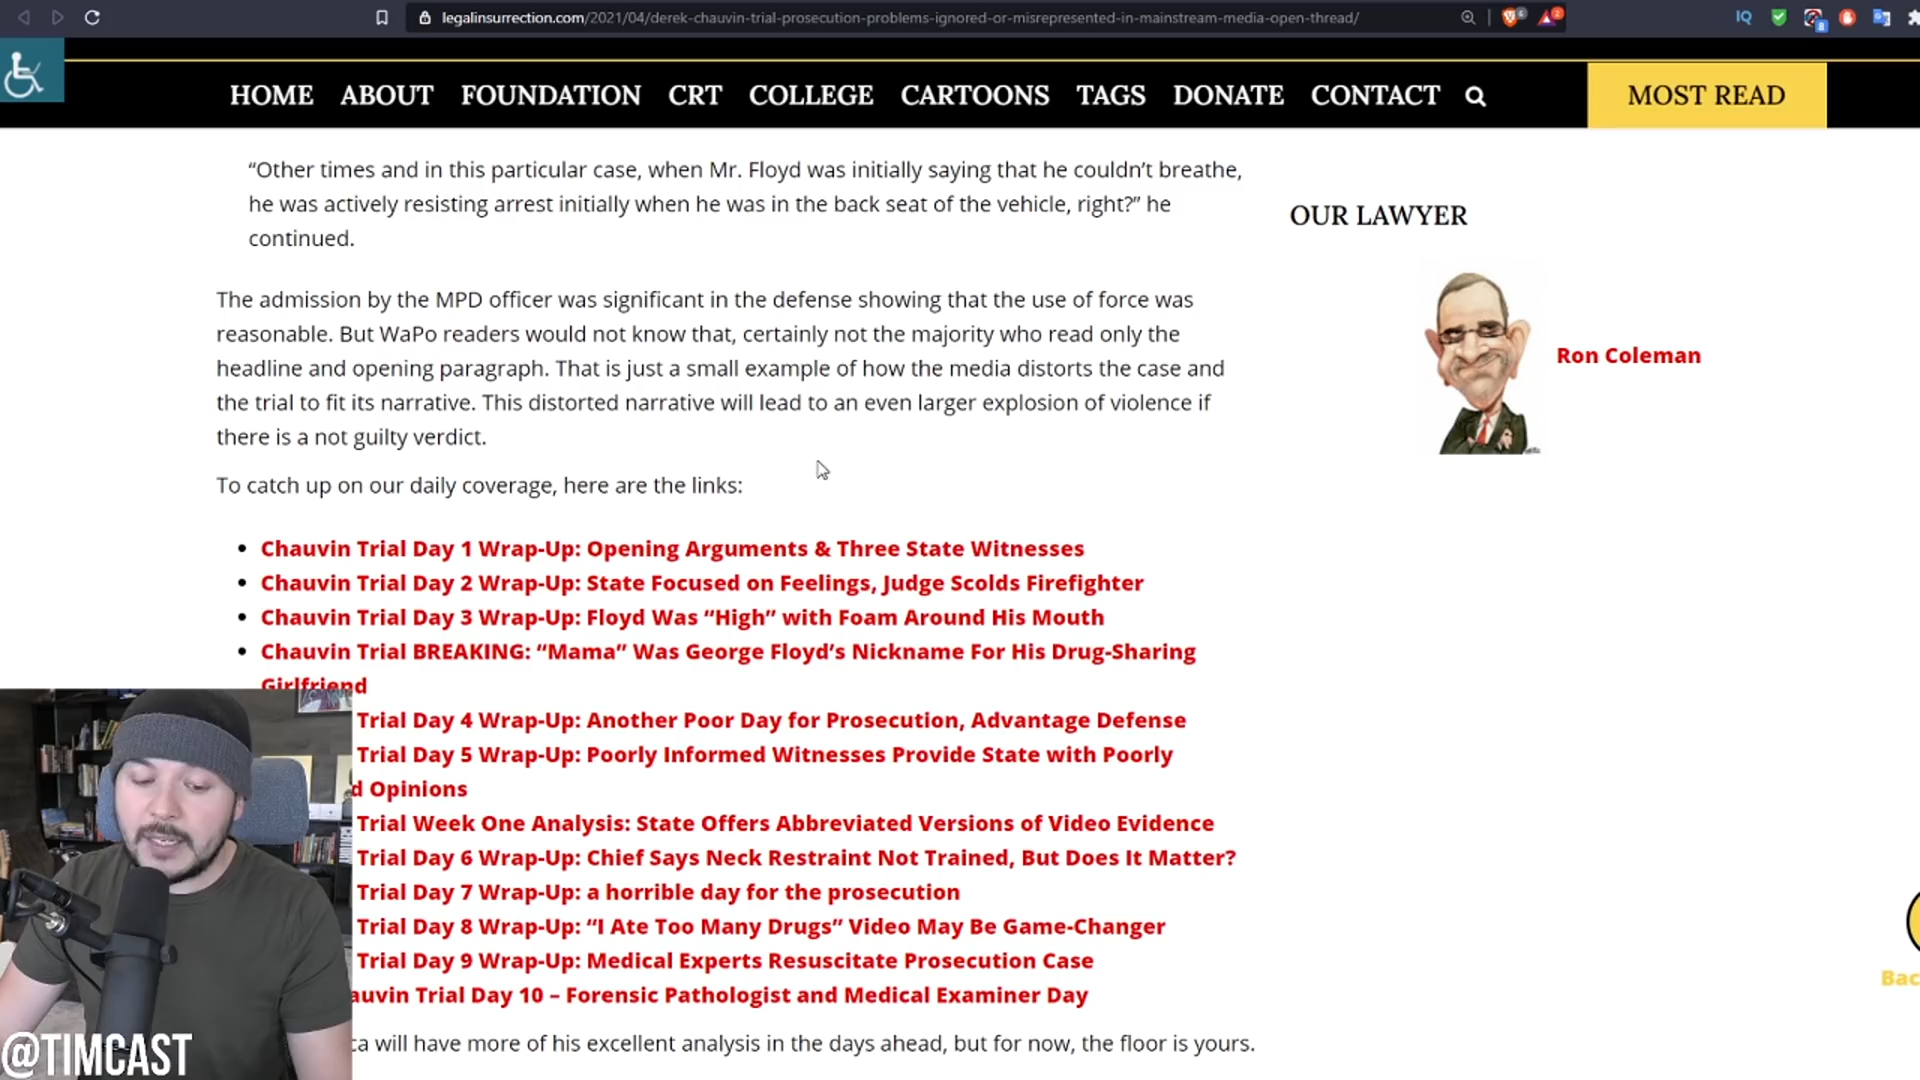 legalinsurrection.com/2021/04/derek-chauvin-trial-prosecution-problems-ignored-or-misrepresented-in-mainstream-media-open-thread/
HOME ABOUT FOUNDATION CRT COLLEGE CARTOONS TAGS DONATE CONTACT MOST READ
“Other times and in this particular case, when Mr. Floyd was initially saying that he couldn’t breathe,
he was actively resisting arrest initially when he was in the back seat of the vehicle, right?” he
continued.
OUR LAWYER
Ron Coleman
The admission by the MPD officer was significant in the defense showing that the use of force was
reasonable. But WaPo readers would not know that, certainly not the majority who read only the
headline and opening paragraph. That is just a small example of how the media distorts the case and
the trial to fit its narrative. This distorted narrative will lead to an even larger explosion of violence if
there is a not guilty verdict.
To catch up on our daily coverage, here are the links:
• Chauvin Trial Day 1 Wrap-Up: Opening Arguments & Three State Witnesses
• Chauvin Trial Day 2 Wrap-Up: State Focused on Feelings, Judge Scolds Firefighter
• Chauvin Trial Day 3 Wrap-Up: Floyd Was “High” with Foam Around His Mouth
• Chauvin Trial BREAKING: “Mama” Was George Floyd’s Nickname For His Drug-Sharing
Girlfriend
Trial Day 4 Wrap-Up: Another Poor Day for Prosecution, Advantage Defense
Trial Day 5 Wrap-Up: Poorly Informed Witnesses Provide State with Poorly
d Opinions
Trial Week One Analysis: State Offers Abbreviated Versions of Video Evidence
Trial Day 6 Wrap-Up: Chief Says Neck Restraint Not Trained, But Does It Matter?
Trial Day 7 Wrap-Up: a horrible day for the prosecution
Trial Day 8 Wrap-Up: “I Ate Too Many Drugs” Video May Be Game-Changer
Trial Day 9 Wrap-Up: Medical Experts Resuscitate Prosecution Case
auvin Trial Day 10 – Forensic Pathologist and Medical Examiner Day
Bac
ca will have more of his excellent analysis in the days ahead, but for now, the floor is yours.
@TIMCAST